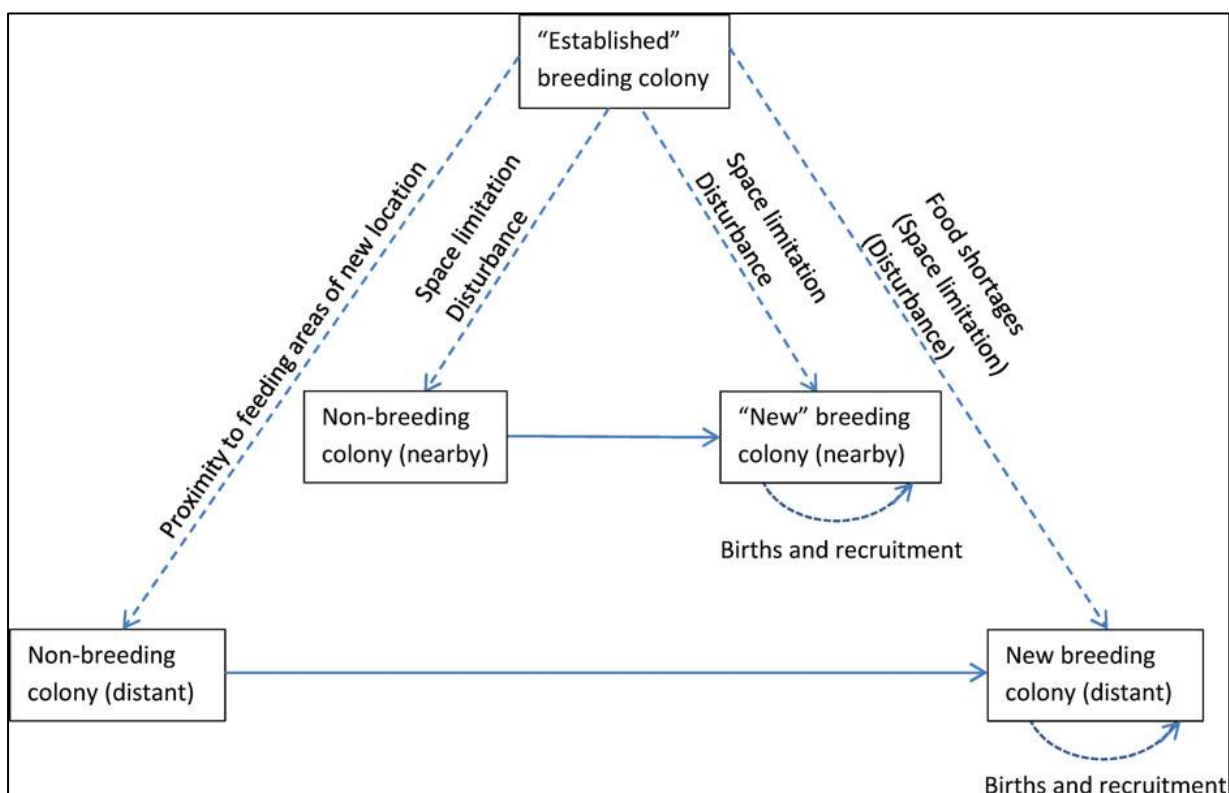 “Established”
breeding colony
Proximity to feeding areas of new location
Space limitation
Disturbance
Space limitation
Disturbance
Food shortages
(Space limitation)
(Disturbance)
Non-breeding
colony (nearby)
“New” breeding
colony (nearby)
Births and recruitment
Non-breeding
colony (distant)
New breeding
colony (distant)
Births and recruitment